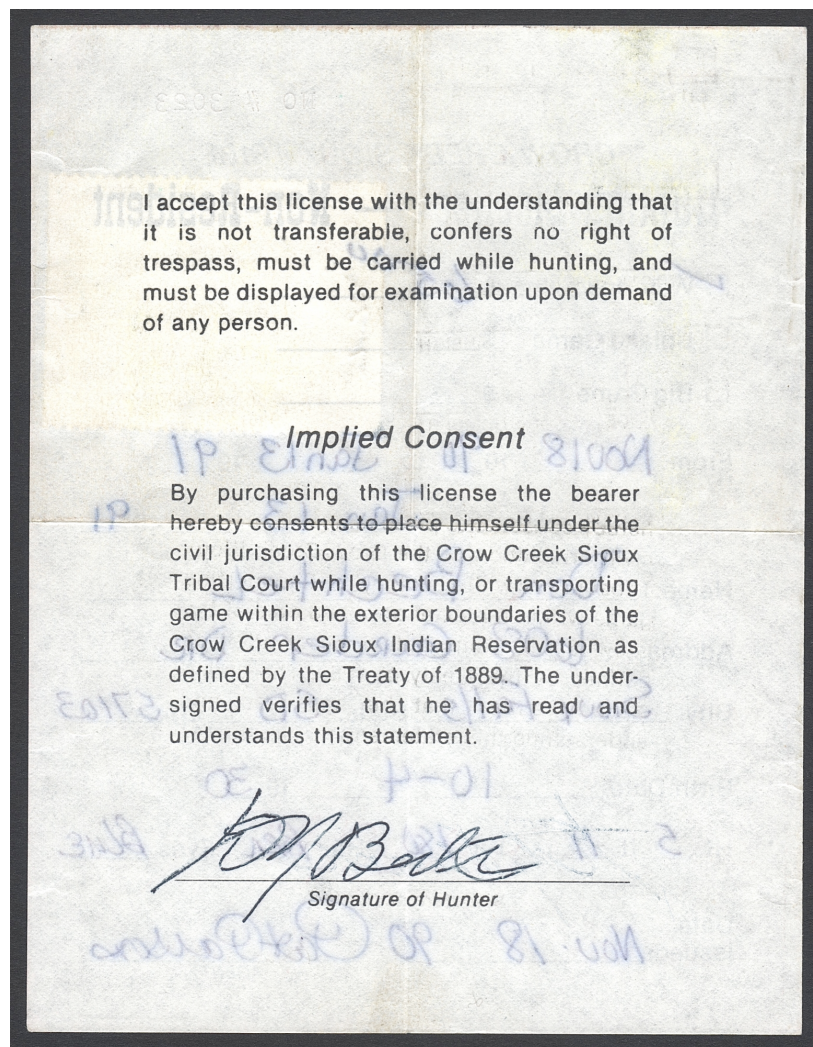 I accept this license with the understanding that
it is not transferable, confers no right of
trespass, must be carried while hunting, and
must be displayed for examination upon demand
of any person.
Implied Consent
By purchasing this license the bearer
hereby consents to place himself under the
civil jurisdiction of the Crow Creek Sioux
Tribal Court while hunting, or transporting
game within the exterior boundaries of the
Crow Creek Sioux Indian Reservation as
defined by the Treaty of 1889. The under-
signed verifies that he has read and
understands this statement.
Signature of Hunter